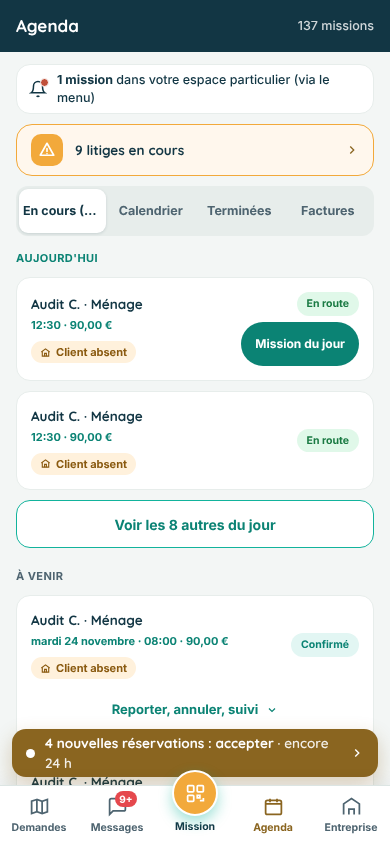 Agenda
137 missions
1 mission dans votre espace particulier (via le
menu)
9 litiges en cours
En cours (...
Calendrier
Terminées
Factures
AUJOURD'HUI
Audit C. · Ménage
12:30 · 90,00 €
Client absent
En route
Mission du jour
Audit C. · Ménage
12:30 · 90,00 €
Client absent
En route
Voir les 8 autres du jour
À VENIR
Audit C. · Ménage
mardi 24 novembre · 08:00 · 90,00 €
Client absent
Confirmé
Reporter, annuler, suivi
4 nouvelles réservations : accepter · encore
24 h
Audit C. · Ménage
Demandes
9+
Messages
Mission
Agenda
Entreprise